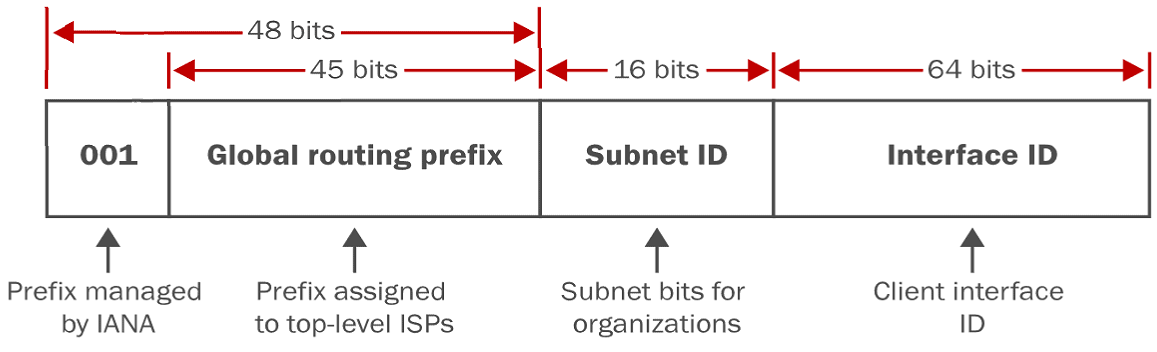 48 bits
45 bits
16 bits
64 bits
001
Global routing prefix
Subnet ID
Interface ID
Prefix managed
by IANA
Prefix assigned
to top-level ISPs
Subnet bits for
organizations
Client interface
ID